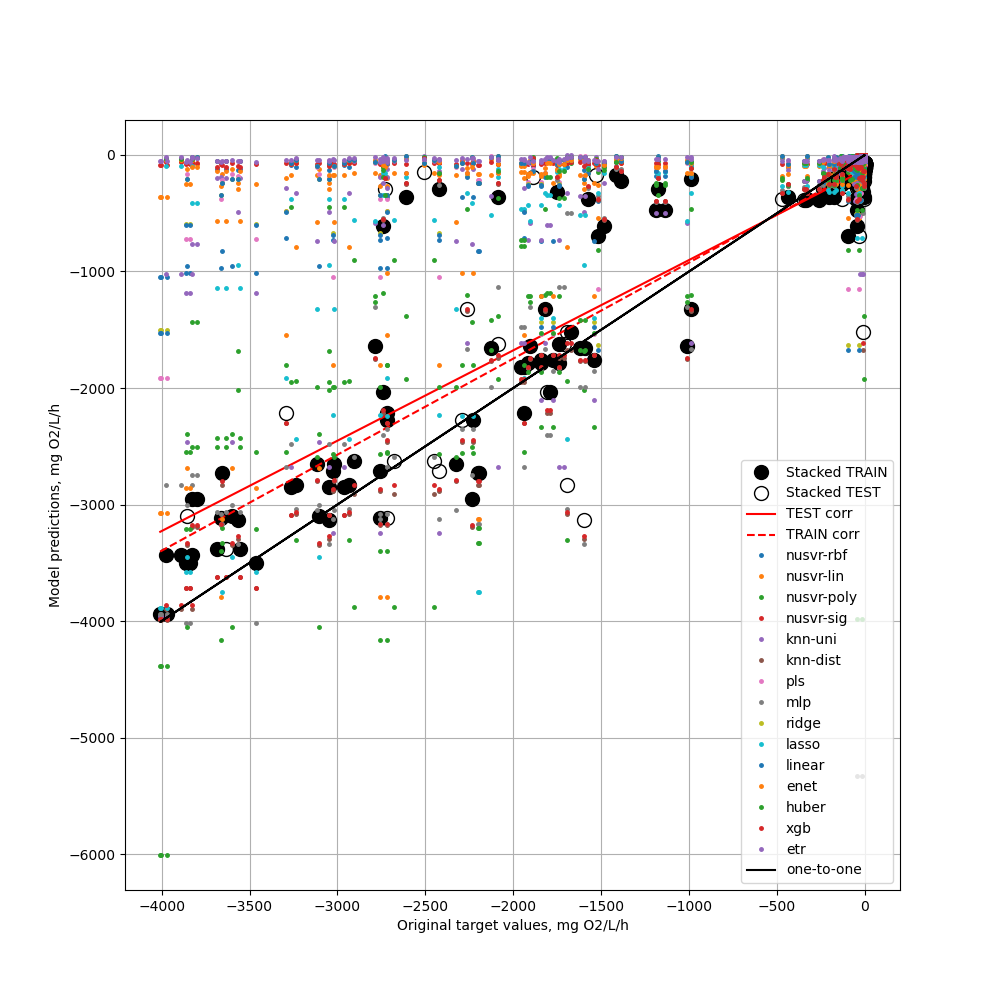 0
−1000
−2000
−3000
−4000
−5000
−6000
Model predictions, mg O2/L/h
−4000 −3500 −3000 −2500 −2000 −1500 −1000 −500 0
Original target values, mg O2/L/h
Stacked TRAIN
Stacked TEST
TEST corr
TRAIN corr
nusvr-rbf
nusvr-lin
nusvr-poly
nusvr-sig
knn-uni
knn-dist
pls
mlp
ridge
lasso
linear
enet
huber
xgb
etr
one-to-one